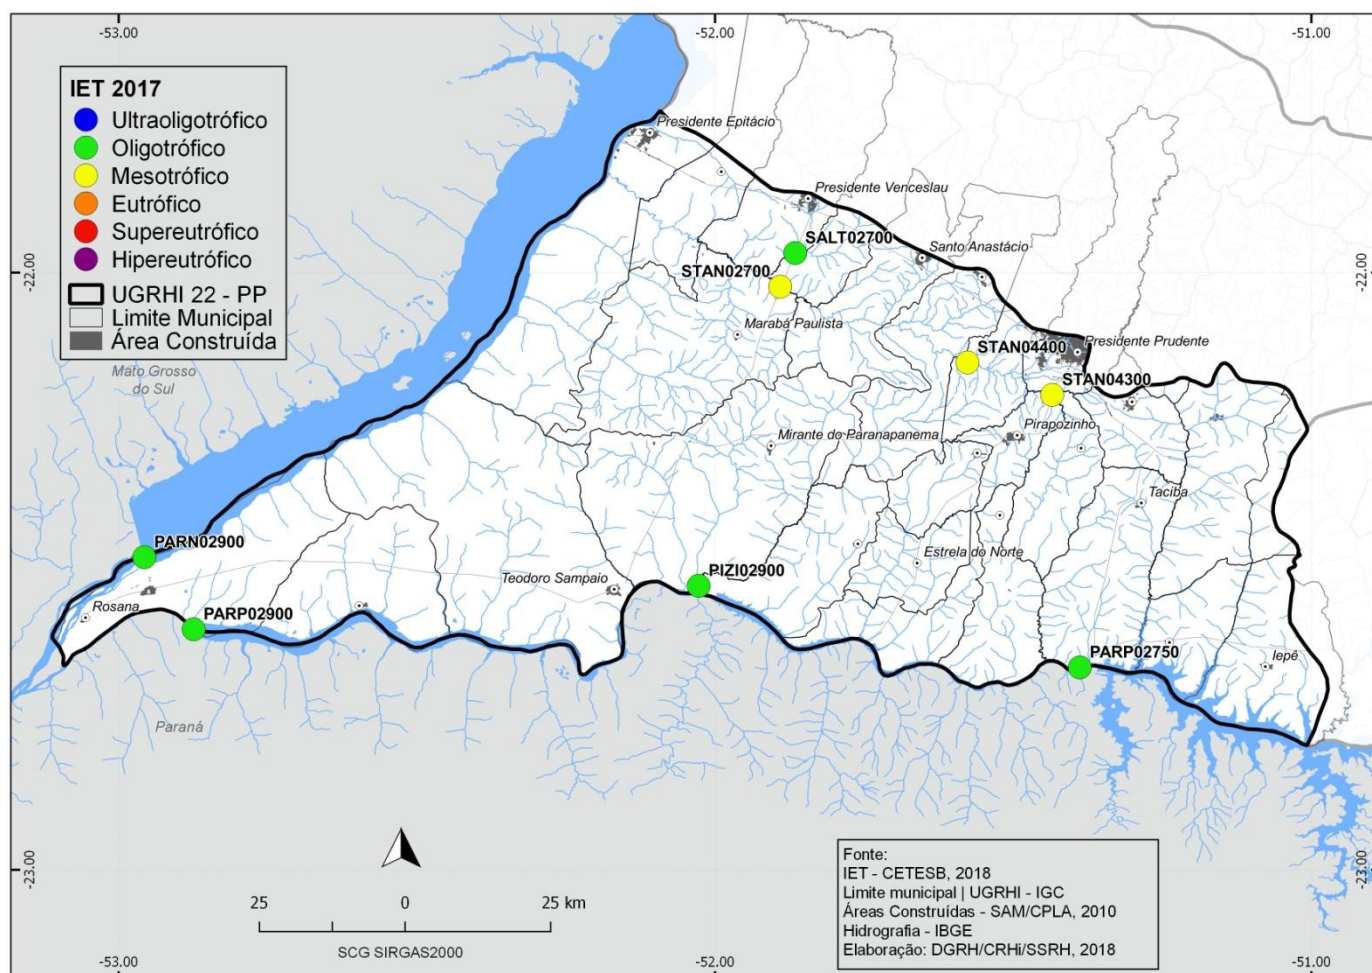 -53.00
-52.00
-51.00
IET 2017
Ultraoligotrófico
Oligotrófico
Mesotrófico
Eutrófico
Supereutrófico
Hipereutrófico
UGRHI 22 - PP
Limite Municipal
Área Construída
Presidente Epitácio
Presidente Venceslau
SALT02700
Santo Anastácio
-22.00
-22.00
STAN02700
Marabá Paulista
STAN04400
Presidente Prudente
STAN04300
Mato Grosso
do Sul
Mirante do Paranapanema
Pirapozinho
Taciba
PARN02900
Estrela do Norte
Teodoro Sampaio
PIZI02900
Rosana
PARP02900
PARP02750
Iepê
Paraná
-23.00
-23.00
25
0
25 km
SCG SIRGAS2000
Fonte:
IET - CETESB, 2018
Limite municipal | UGRHI - IGC
Áreas Construídas - SAM/CPLA, 2010
Hidrografia - IBGE
Elaboração: DGRH/CRHi/SSRH, 2018
-53.00
-52.00
-51.00